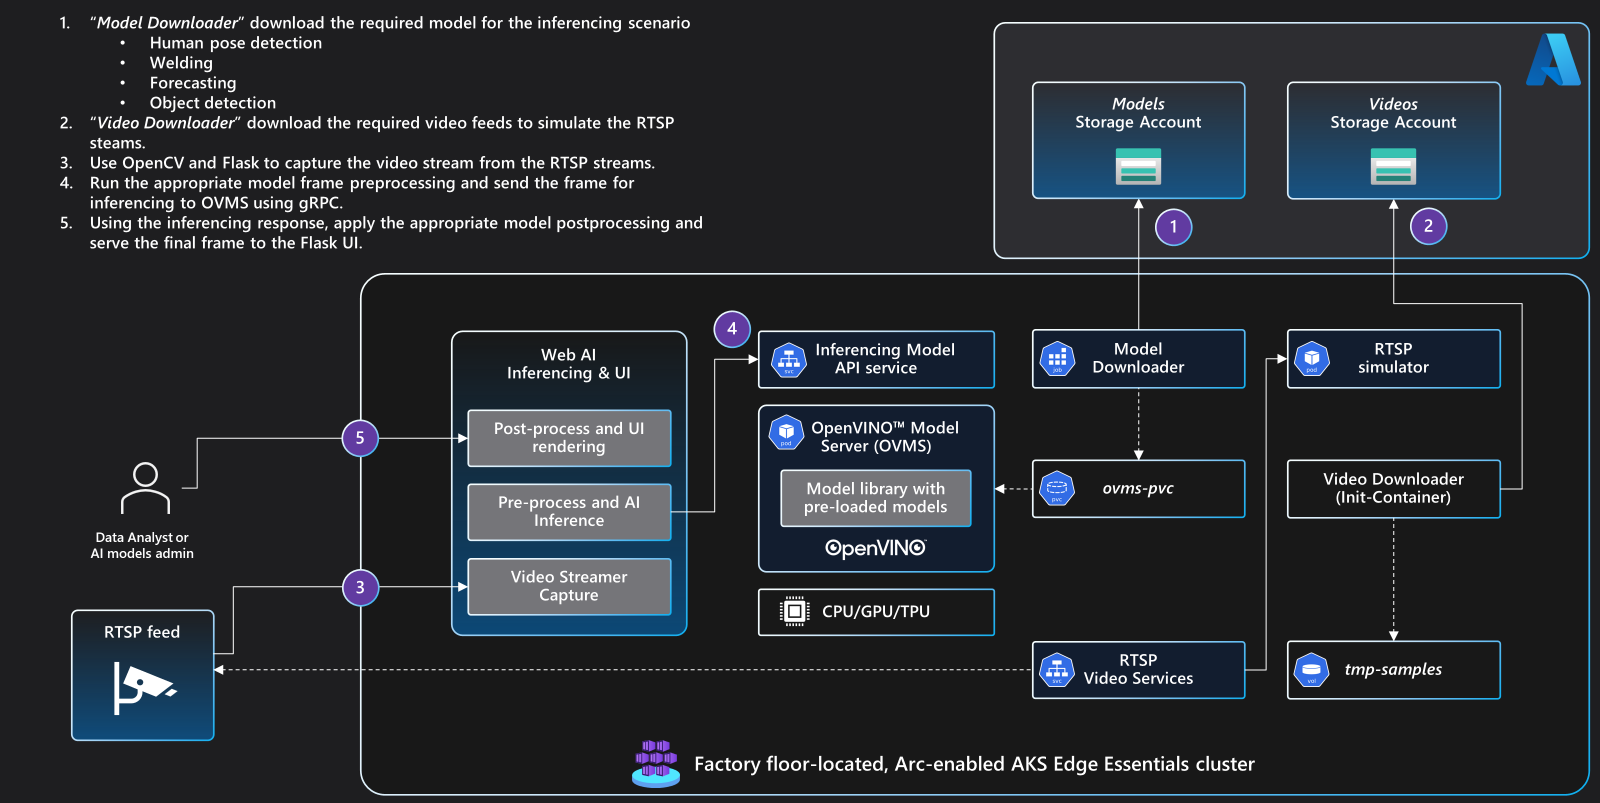 1. “Model Downloader” download the required model for the inferencing scenario
• Human pose detection
• Welding
• Forecasting
• Object detection
2. “Video Downloader” download the required video feeds to simulate the RTSP
steams.
3. Use OpenCV and Flask to capture the video stream from the RTSP streams.
4. Run the appropriate model frame preprocessing and send the frame for
inferencing to OVMS using gRPC.
5. Using the inferencing response, apply the appropriate model postprocessing and
serve the final frame to the Flask UI.
Models
Storage Account
Videos
Storage Account
1
2
Web AI
Inferencing & UI
Post-process and UI
rendering
Pre-process and AI
Inference
Video Streamer
Capture
4
svc
Inferencing Model
API service
pod
OpenVINO™ Model
Server (OVMS)
Model library with
pre-loaded models
OpenVINO™
CPU/GPU/TPU
job
Model
Downloader
pvc
ovms-pvc
svc
RTSP
Video Services
pod
RTSP
simulator
Video Downloader
(Init-Container)
vol
tmp-samples
5
Data Analyst or
AI models admin
3
RTSP feed
Factory floor-located, Arc-enabled AKS Edge Essentials cluster